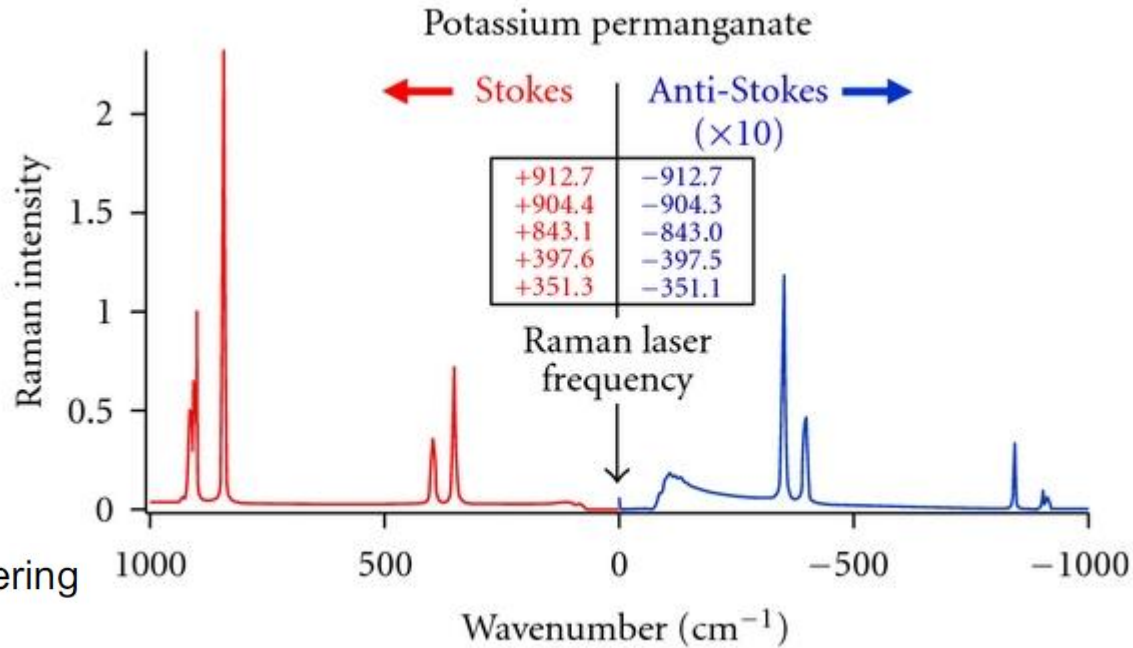 Potassium permanganate
Stokes
Anti-Stokes
(×10)
+912.7 −912.7
+904.4 −904.3
+843.1 −843.0
+397.6 −397.5
+351.3 −351.1
Raman laser
frequency
Raman intensity
2
1.5
1
0.5
0
ering
1000 500 0 −500 −1000
Wavenumber (cm⁻¹)